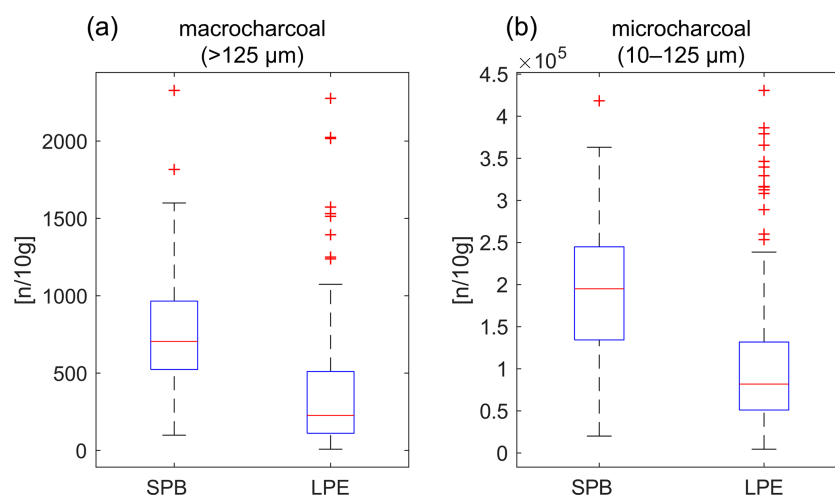 (a)
macrocharcoal
(>125 μm)
[n/10g]
2000
1500
1000
500
0
SPB LPE
(b)
microcharcoal
(10–125 μm)
×10⁵
[n/10g]
4.5
4
3.5
3
2.5
2
1.5
1
0.5
0
SPB LPE